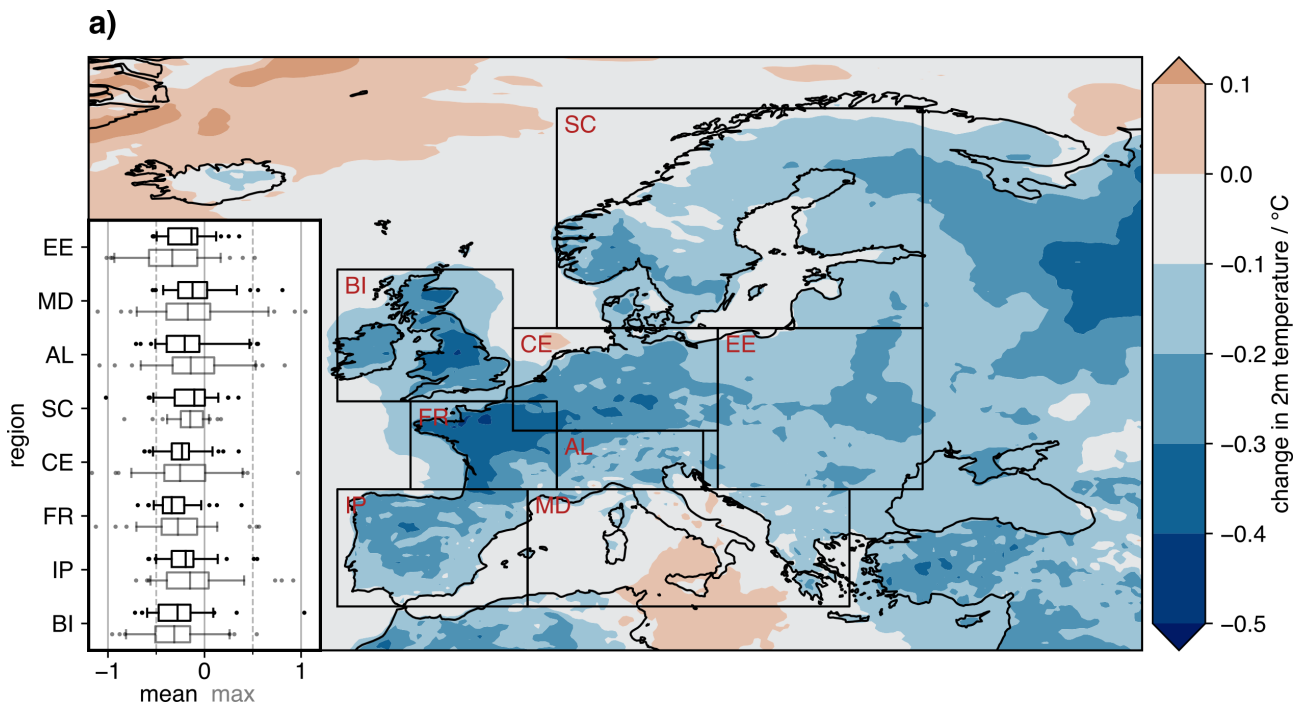 a)
SC
BI
CE
EE
FR
AL
IP
MD
region
EE
MD
AL
SC
CE
FR
IP
BI
−1 0 1
mean max
0.1
0.0
−0.1
−0.2
−0.3
−0.4
−0.5
change in 2m temperature / °C